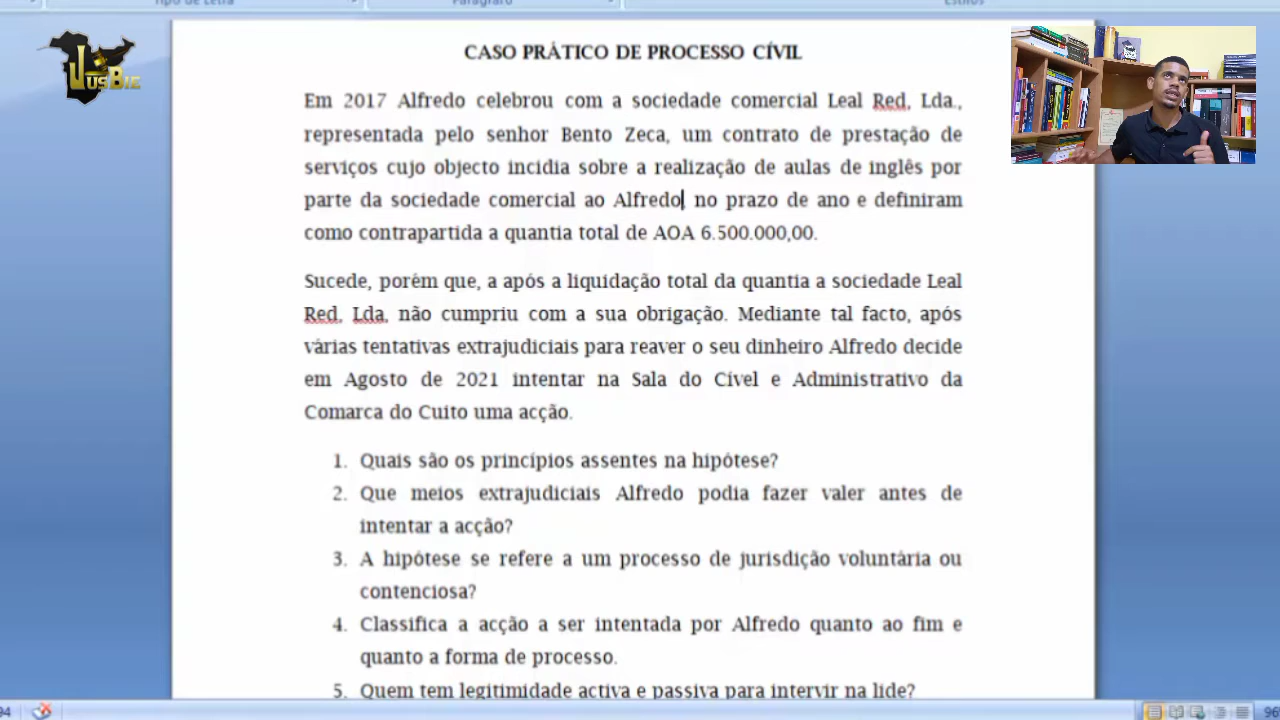 Tipo de Letra
Parágrafo
Estilos
JUSBIE
CASO PRÁTICO DE PROCESSO CÍVIL
Em 2017 Alfredo celebrou com a sociedade comercial Leal Red, Lda.,
representada pelo senhor Bento Zeca, um contrato de prestação de
serviços cujo objecto incidia sobre a realização de aulas de inglês por
parte da sociedade comercial ao Alfredo, no prazo de ano e definiram
como contrapartida a quantia total de AOA 6.500.000,00.
Sucede, porém que, a após a liquidação total da quantia a sociedade Leal
Red, Lda, não cumpriu com a sua obrigação. Mediante tal facto, após
várias tentativas extrajudiciais para reaver o seu dinheiro Alfredo decide
em Agosto de 2021 intentar na Sala do Cível e Administrativo da
Comarca do Cuito uma acção.
1. Quais são os princípios assentes na hipótese?
2. Que meios extrajudiciais Alfredo podia fazer valer antes de
intentar a acção?
3. A hipótese se refere a um processo de jurisdição voluntária ou
contenciosa?
4. Classifica a acção a ser intentada por Alfredo quanto ao fim e
quanto a forma de processo.
5. Quem tem legitimidade activa e passiva para intervir na lide?